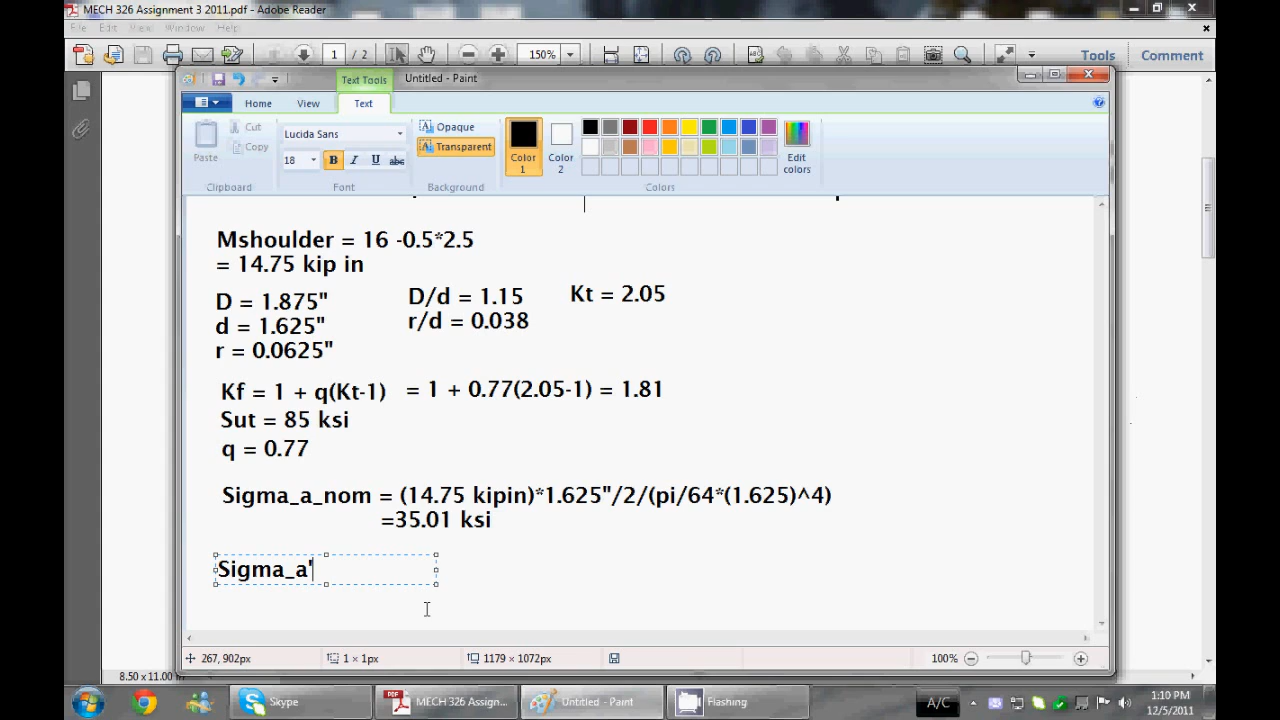 MECH 326 Assignment 3 2011.pdf - Adobe Reader
File Edit View Window Help
1 / 2 150% Tools Comment
Untitled - Paint
Text Tools
Home View Text
Paste Cut Copy
Clipboard
Lucida Sans
18 B I U abc
Font
Opaque
Transparent
Background
Color 1
Color 2
Edit colors
Colors
Mshoulder = 16 -0.5*2.5
= 14.75 kip in
D = 1.875" D/d = 1.15 Kt = 2.05
d = 1.625" r/d = 0.038
r = 0.0625"
Kf = 1 + q(Kt-1) = 1 + 0.77(2.05-1) = 1.81
Sut = 85 ksi
q = 0.77
Sigma_a_nom = (14.75 kipin)*1.625"/2/(pi/64*(1.625)^4)
=35.01 ksi
Sigma_a'
267, 902px 1 × 1px 1179 × 1072px 100%
8.50 x 11.00 in
Skype MECH 326 Assign... Untitled - Paint Flashing A/C 1:10 PM
12/5/2011